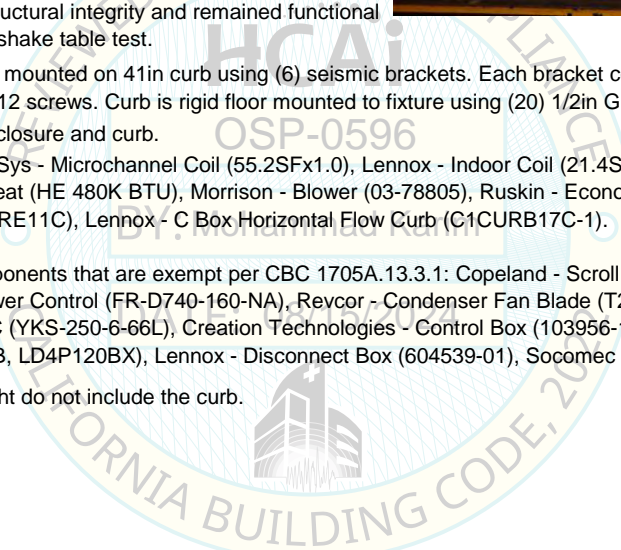 uctural integrity and remained functional
shake table test.
mounted on 41in curb using (6) seismic brackets. Each bracket c
12 screws. Curb is rigid floor mounted to fixture using (20) 1/2in G
closure and curb.
Sys - Microchannel Coil (55.2SFx1.0), Lennox - Indoor Coil (21.4S
eat (HE 480K BTU), Morrison - Blower (03-78805), Ruskin - Econo
RE11C), Lennox - C Box Horizontal Flow Curb (C1CURB17C-1).
ponents that are exempt per CBC 1705A.13.3.1: Copeland - Scroll
wer Control (FR-D740-160-NA), Revcor - Condenser Fan Blade (T2
C (YKS-250-6-66L), Creation Technologies - Control Box (103956-
B, LD4P120BX), Lennox - Disconnect Box (604539-01), Socomec
ht do not include the curb.
HCAi
OSP-0596
BY: Mohammad Karim
DATE: 08/15/2024
CALIFORNIA BUILDING CODE, 202